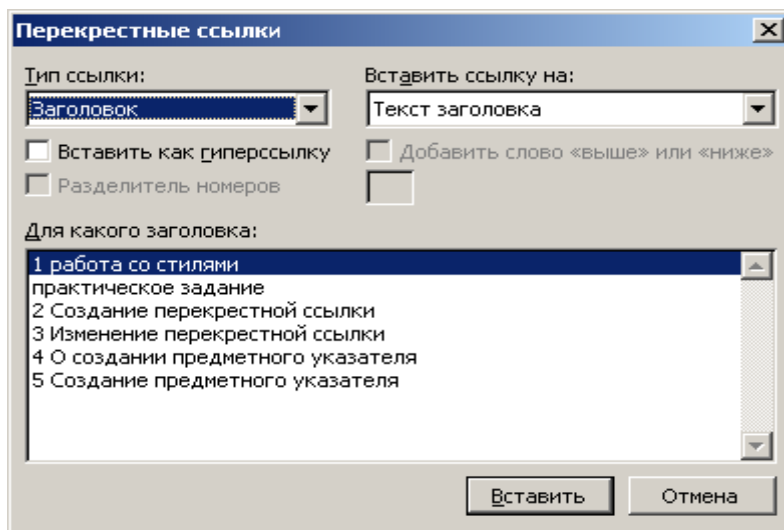 Перекрестные ссылки
Тип ссылки:
Вставить ссылку на:
Заголовок
Текст заголовка
Вставить как гиперссылку
Добавить слово «выше» или «ниже»
Разделитель номеров
Для какого заголовка:
1 работа со стилями
практическое задание
2 Создание перекрестной ссылки
3 Изменение перекрестной ссылки
4 О создании предметного указателя
5 Создание предметного указателя
Вставить
Отмена